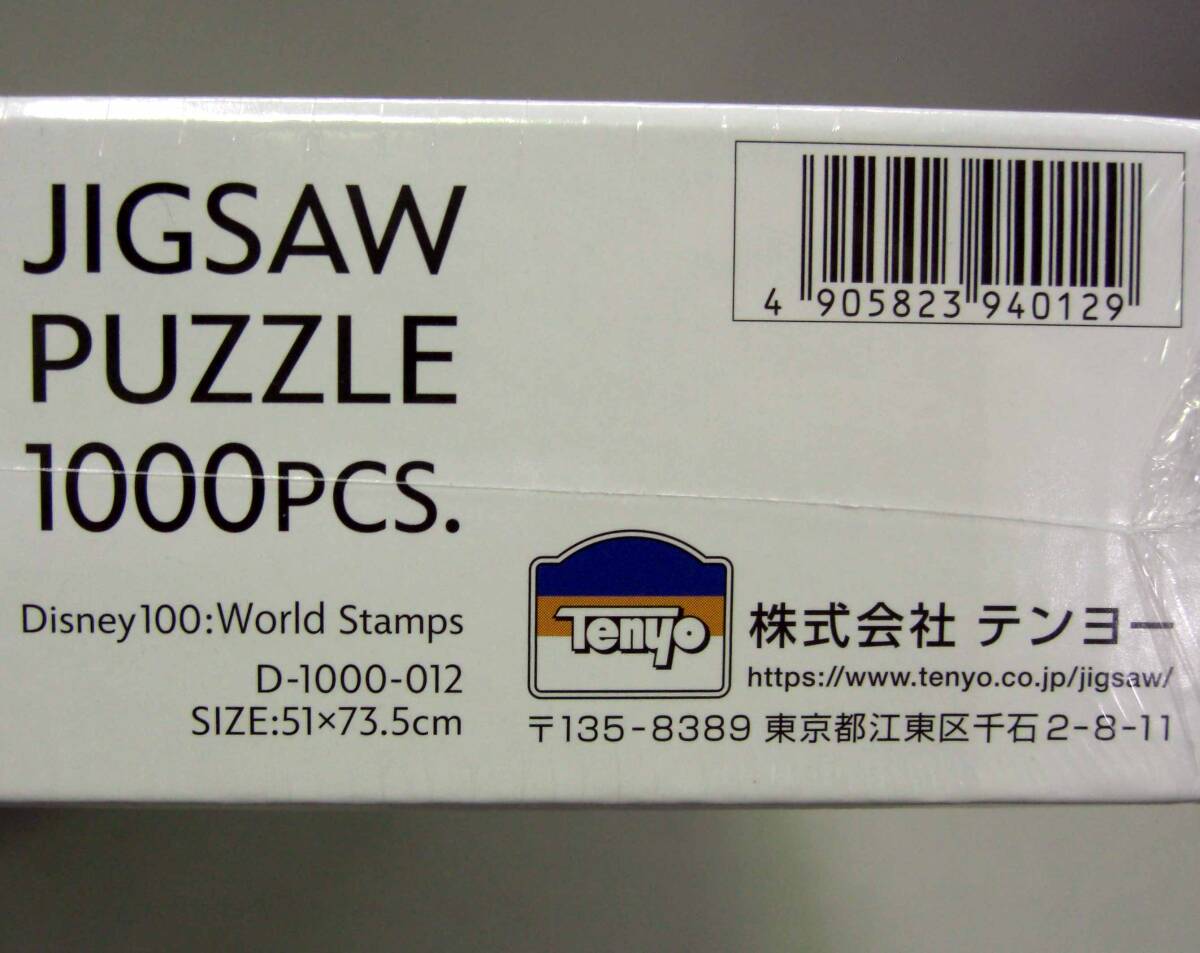 JIGSAW
PUZZLE
1000PCS.
Disney100:World Stamps
D-1000-012
SIZE:51×73.5cm
4 905823 940129
Tenyo
株式会社 テンヨー
https://www.tenyo.co.jp/jigsaw/
〒135-8389 東京都江東区千石2-8-11